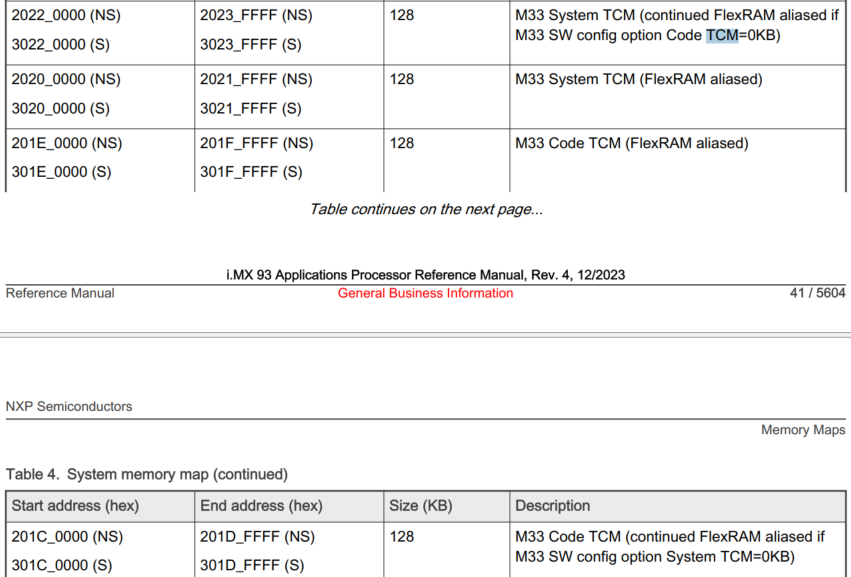 2022_0000 (NS) 2023_FFFF (NS) 128 M33 System TCM (continued FlexRAM aliased if
3022_0000 (S) 3023_FFFF (S) M33 SW config option Code TCM=0KB)
2020_0000 (NS) 2021_FFFF (NS) 128 M33 System TCM (FlexRAM aliased)
3020_0000 (S) 3021_FFFF (S)
201E_0000 (NS) 201F_FFFF (NS) 128 M33 Code TCM (FlexRAM aliased)
301E_0000 (S) 301F_FFFF (S)
Table continues on the next page...
i.MX 93 Applications Processor Reference Manual, Rev. 4, 12/2023
Reference Manual General Business Information 41 / 5604
NXP Semiconductors
Memory Maps
Table 4. System memory map (continued)
Start address (hex) End address (hex) Size (KB) Description
201C_0000 (NS) 201D_FFFF (NS) 128 M33 Code TCM (continued FlexRAM aliased if
301C_0000 (S) 301D_FFFF (S) M33 SW config option System TCM=0KB)